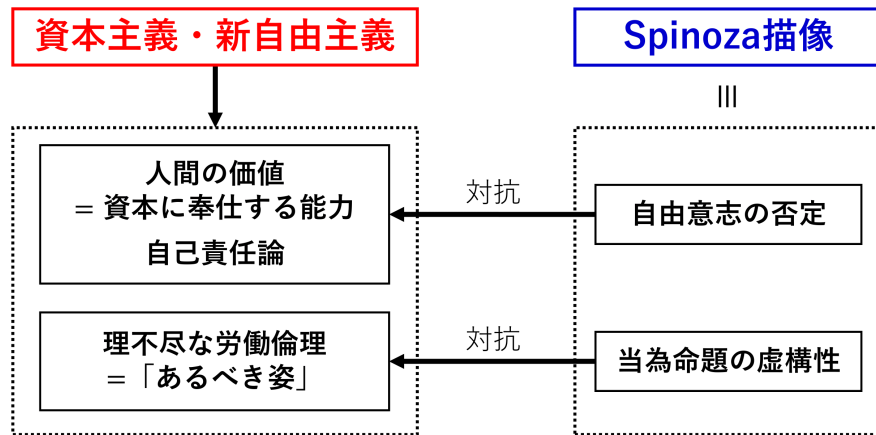 資本主義・新自由主義
Spinoza描像
=
人間の価値
= 資本に奉仕する能力
自己責任論
対抗
自由意志の否定
理不尽な労働倫理
=「あるべき姿」
対抗
当為命題の虚構性